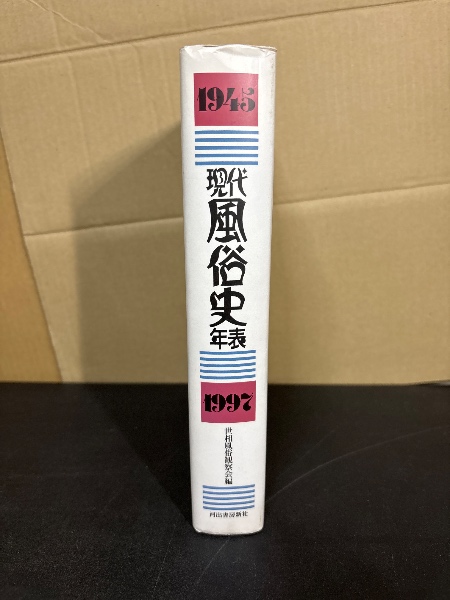 1945
現代
風俗史
年表
1997
世相風俗観察会編
河出書房新社